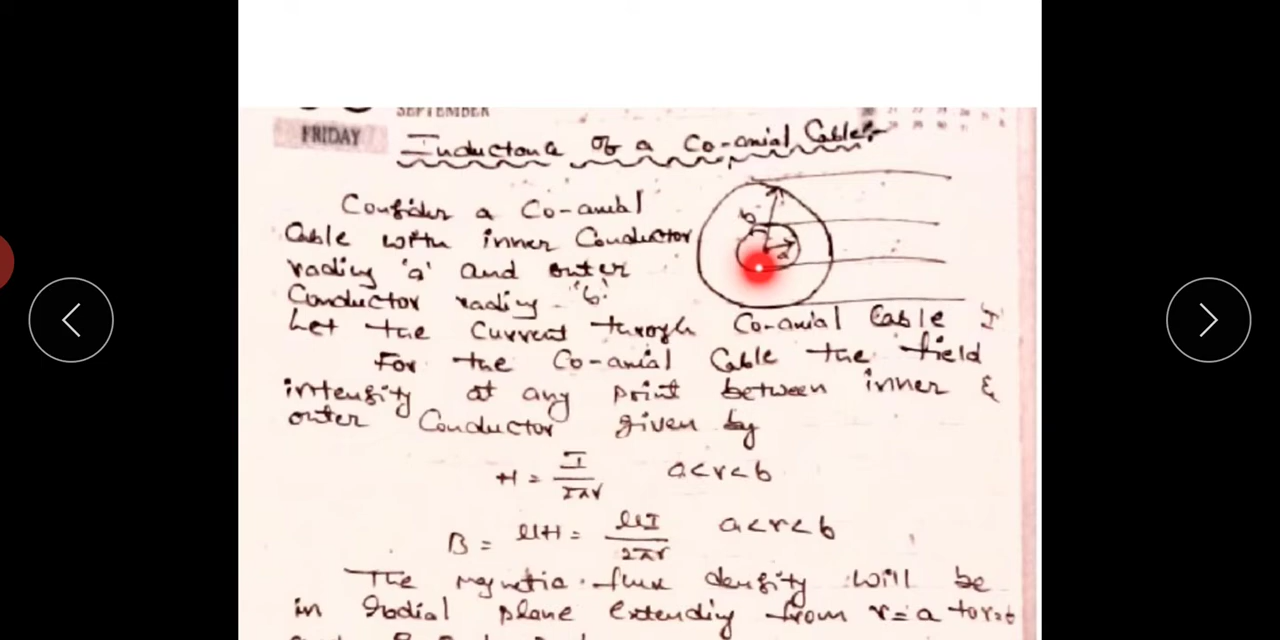 SEPTEMBER
FRIDAY
Inductance of a Co-axial Cable:-
Consider a Co-axial
Cable with inner Conductor
b
a
radius 'a' and outer
Conductor radius 'b'.
Let the Current through Co-axial Cable I
For the Co-axial Cable the field
intensity at any point between inner &
outer Conductor given by
H = I / 2πr a<r<b
B = μH = μI / 2πr a<r<b
The magnetic flux density will be
in radial plane extending from r=a to r=